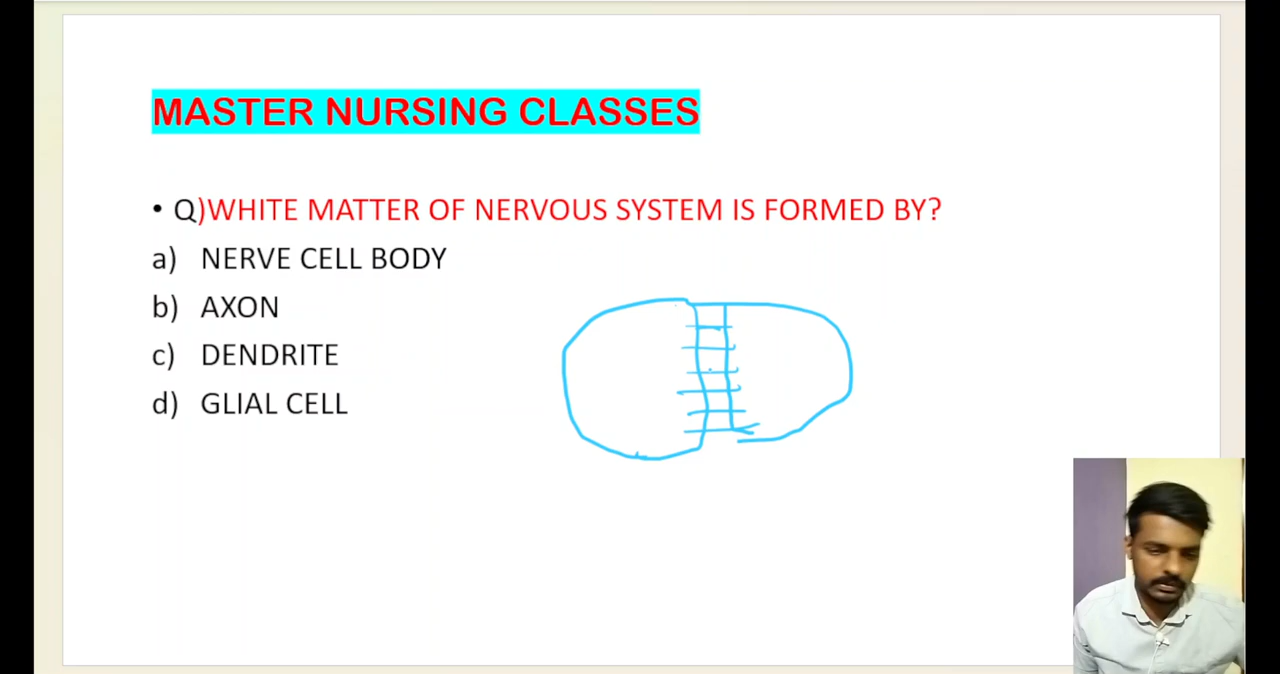 MASTER NURSING CLASSES
• Q)WHITE MATTER OF NERVOUS SYSTEM IS FORMED BY?
a) NERVE CELL BODY
b) AXON
c) DENDRITE
d) GLIAL CELL